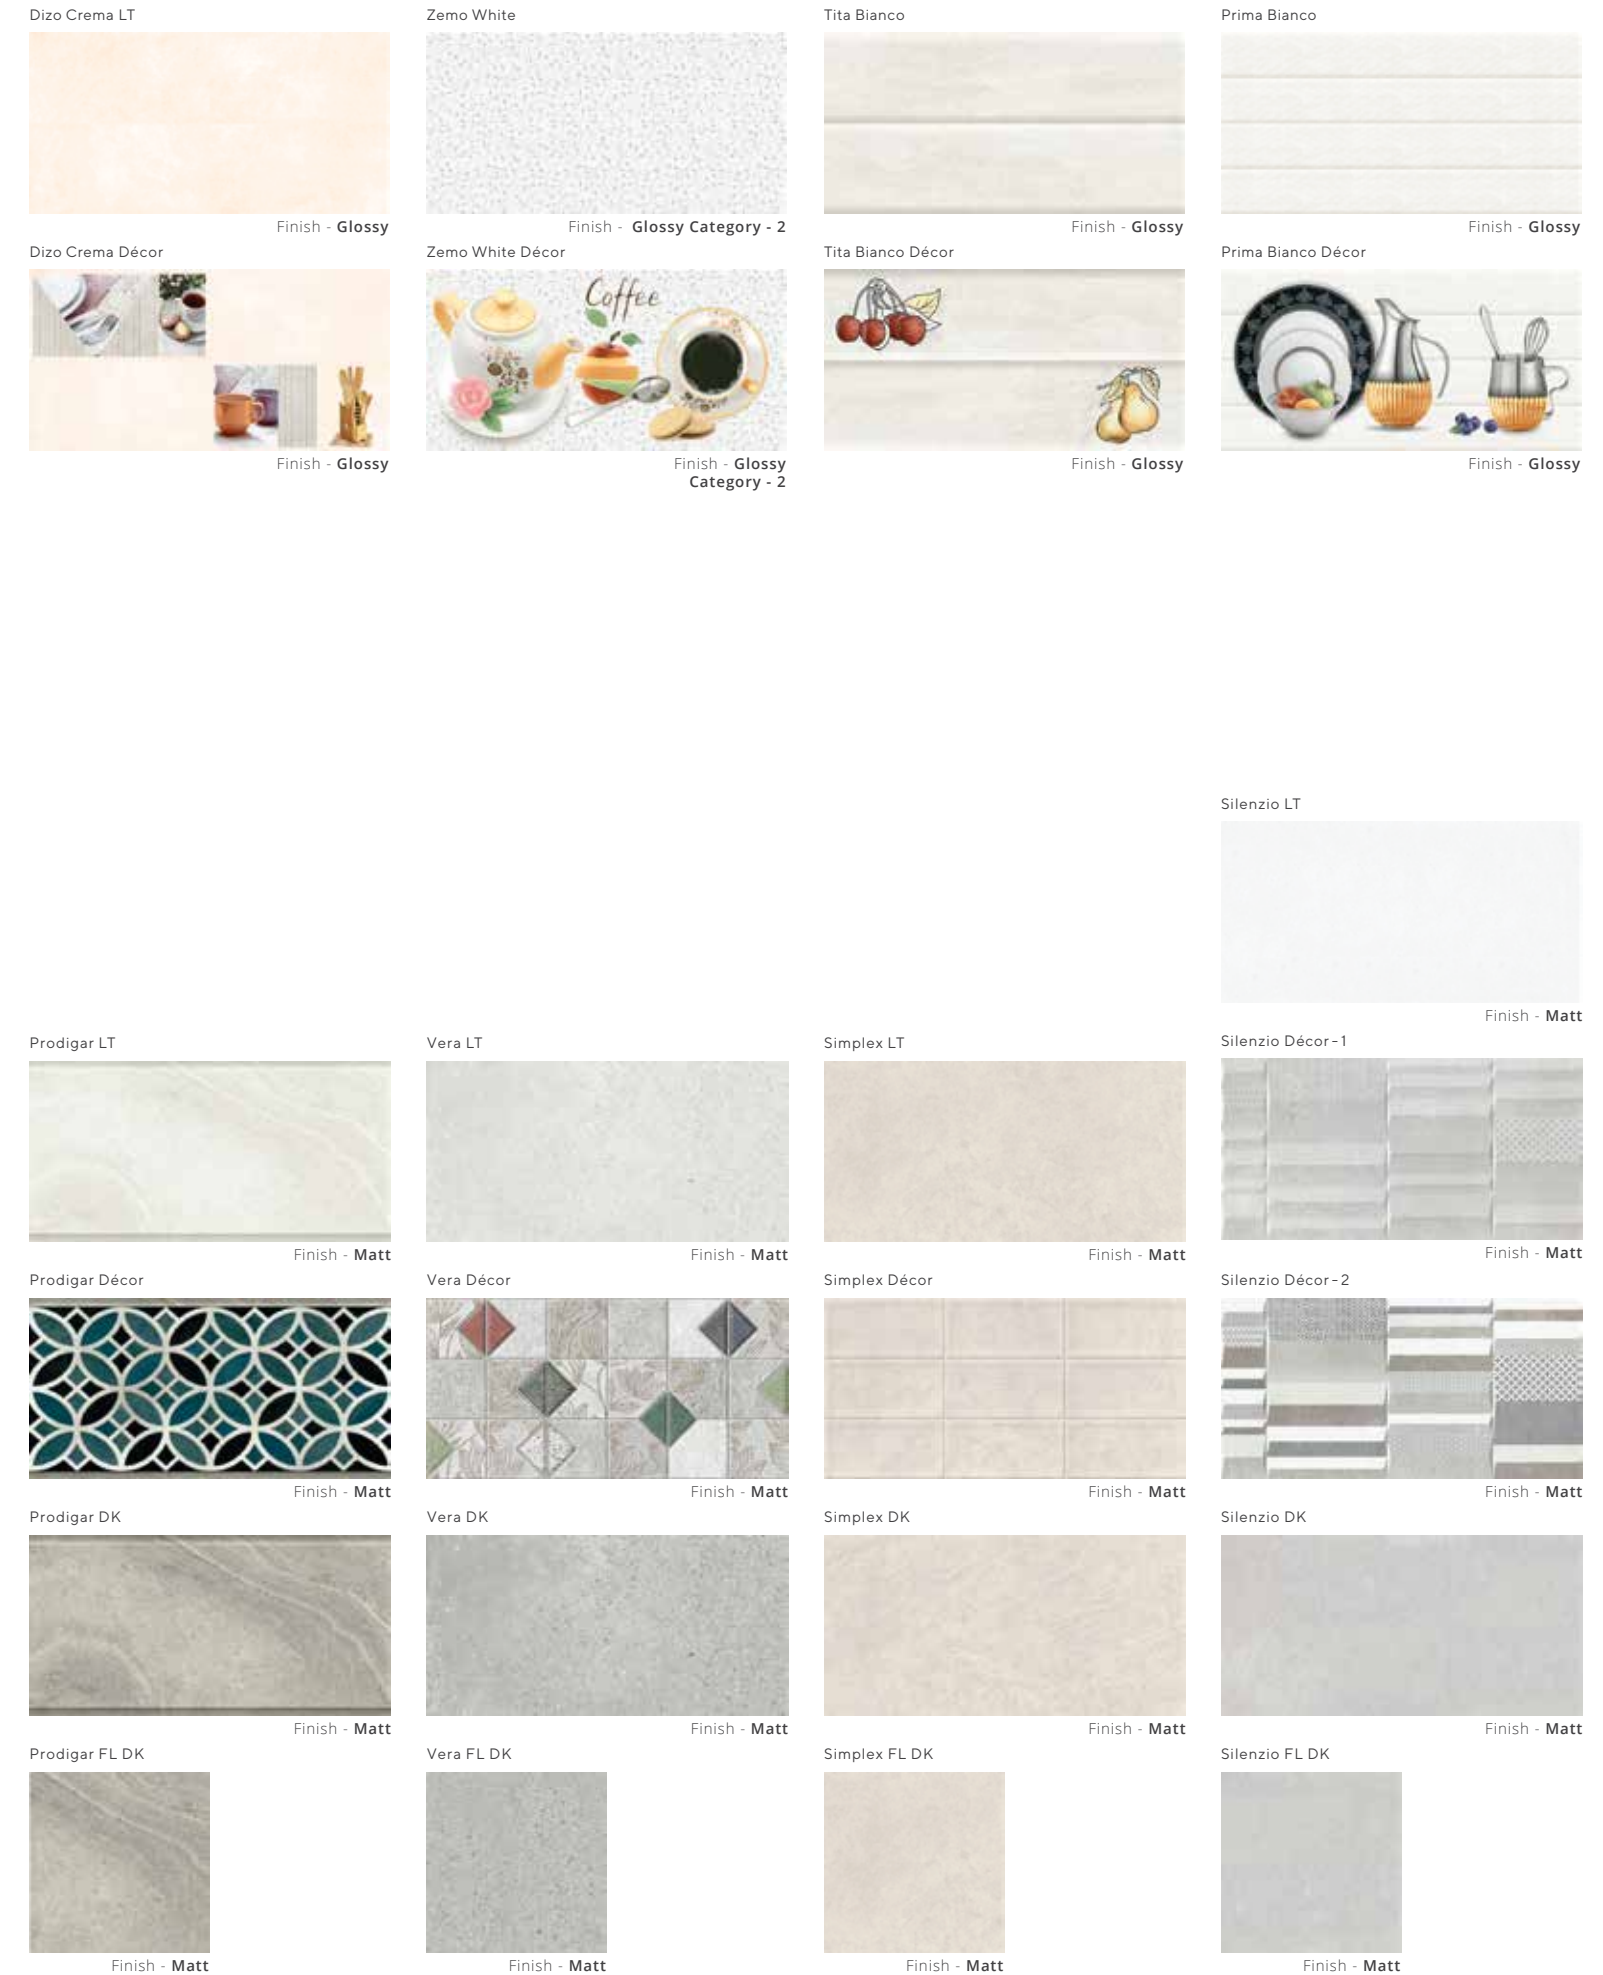 Dizo Crema LT
Zemo White
Tita Bianco
Prima Bianco
Finish - Glossy
Finish - Glossy Category - 2
Finish - Glossy
Finish - Glossy
Dizo Crema Décor
Zemo White Décor
Tita Bianco Décor
Prima Bianco Décor
Coffee
Finish - Glossy
Finish - Glossy
Category - 2
Finish - Glossy
Finish - Glossy
Silenzio LT
Finish - Matt
Prodigar LT
Vera LT
Simplex LT
Silenzio Décor-1
Finish - Matt
Finish - Matt
Finish - Matt
Finish - Matt
Prodigar Décor
Vera Décor
Simplex Décor
Silenzio Décor-2
Finish - Matt
Finish - Matt
Finish - Matt
Finish - Matt
Prodigar DK
Vera DK
Simplex DK
Silenzio DK
Finish - Matt
Finish - Matt
Finish - Matt
Finish - Matt
Prodigar FL DK
Vera FL DK
Simplex FL DK
Silenzio FL DK
Finish - Matt
Finish - Matt
Finish - Matt
Finish - Matt